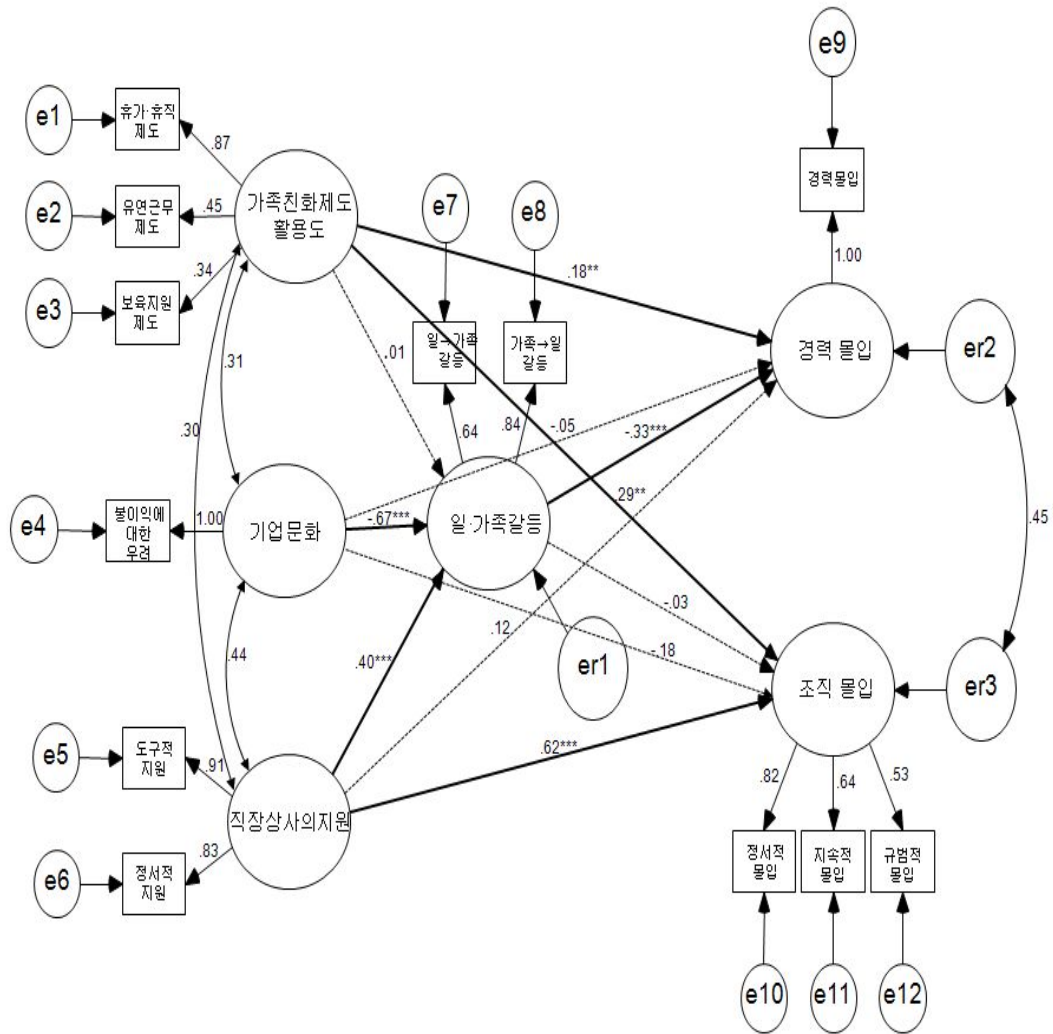 e9
e1
휴가·휴직
제도
.87
경력몰입
e2
유연근무
제도
.45
가족친화제도
활용도
e7
e8
1.00
.18**
e3
보육지원
제도
.34
일→가족
갈등
가족→일
갈등
경력 몰입
er2
.01
.31
.30
.64
.84
-.05
-.33***
.29**
e4
불이익에
대한
우려
1.00
기업문화
-.67***
일·가족갈등
.45
-.03
.12
-.18
.44
.40***
er1
조직 몰입
er3
e5
도구적
지원
.91
.62***
직장상사의지원
.82
.64
.53
e6
정서적
지원
.83
정서적
몰입
지속적
몰입
규범적
몰입
e10
e11
e12